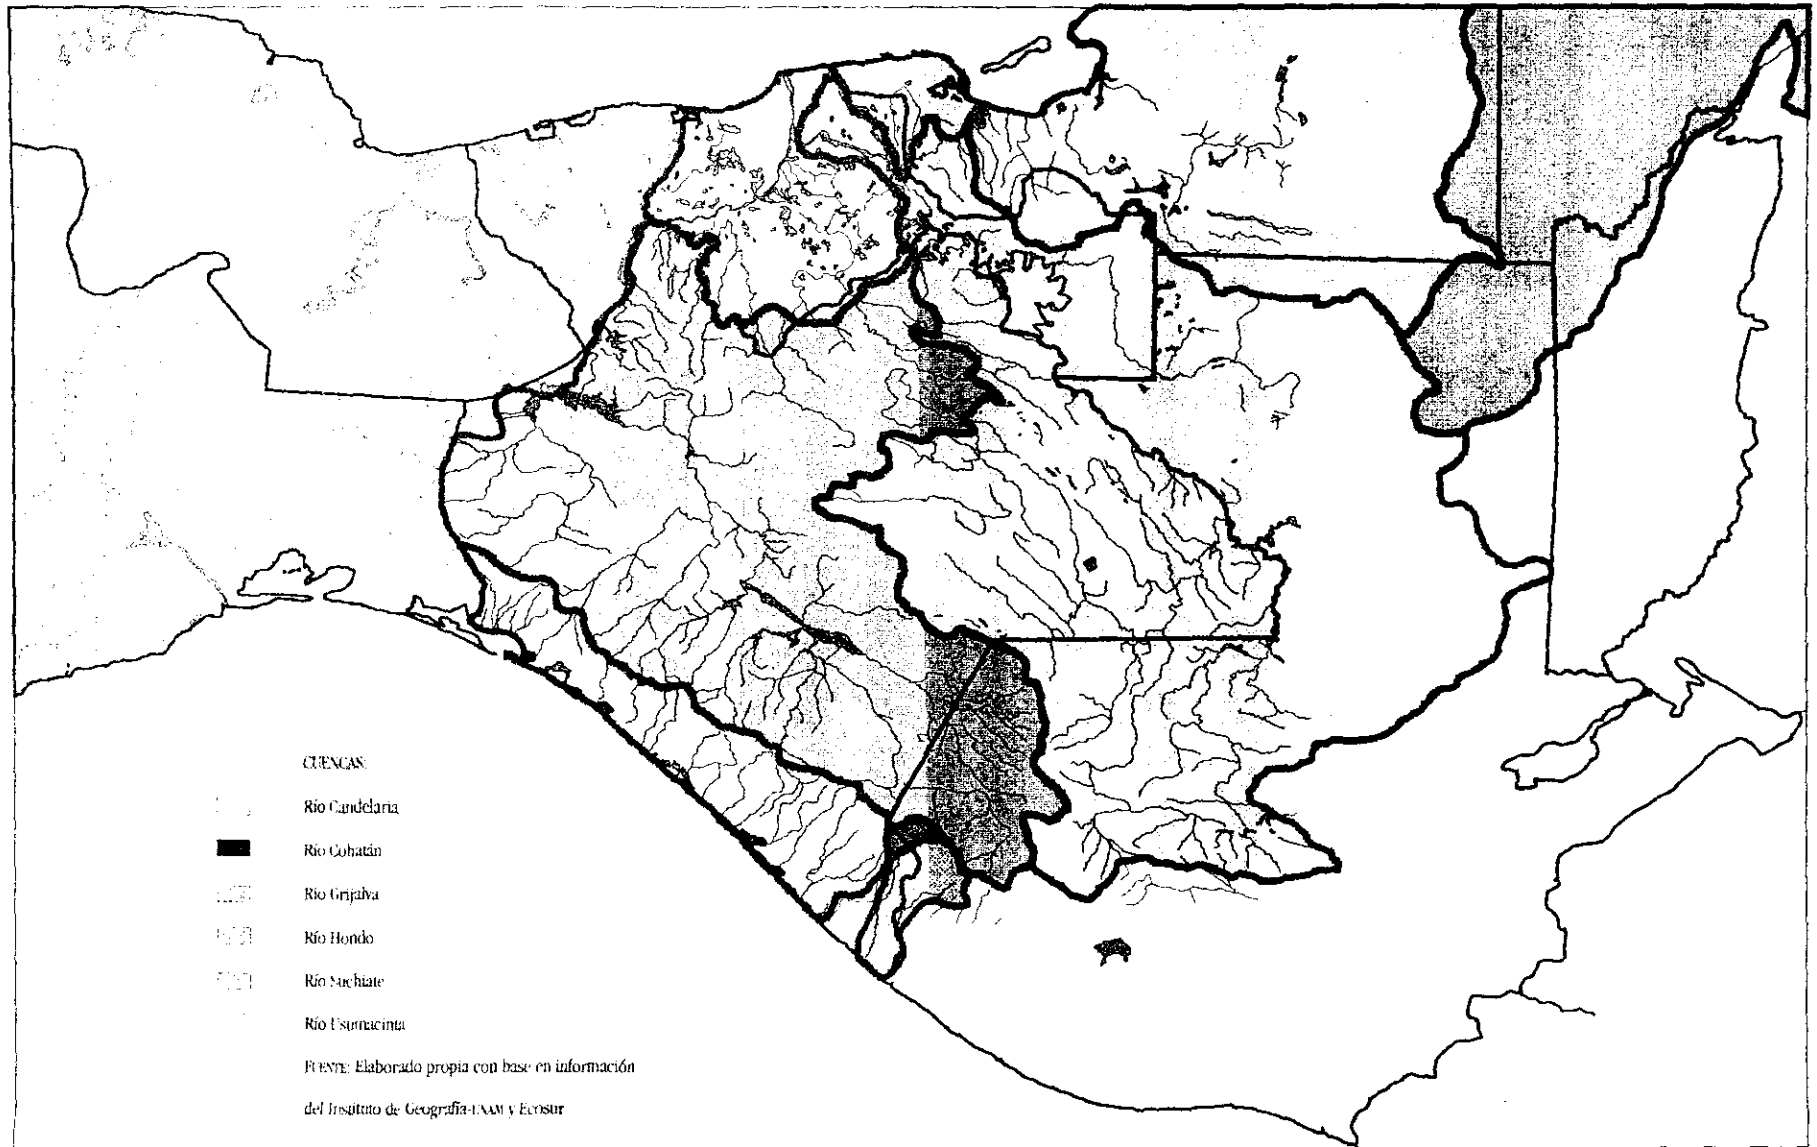 CUENCAS:
Río Candelaria
Río Cohatán
Río Grijalva
Río Hondo
Río Suchiate
Río Usumacinta
FUENTE: Elaborado propia con base en información
del Instituto de Geografía-UNAM y Ecosur